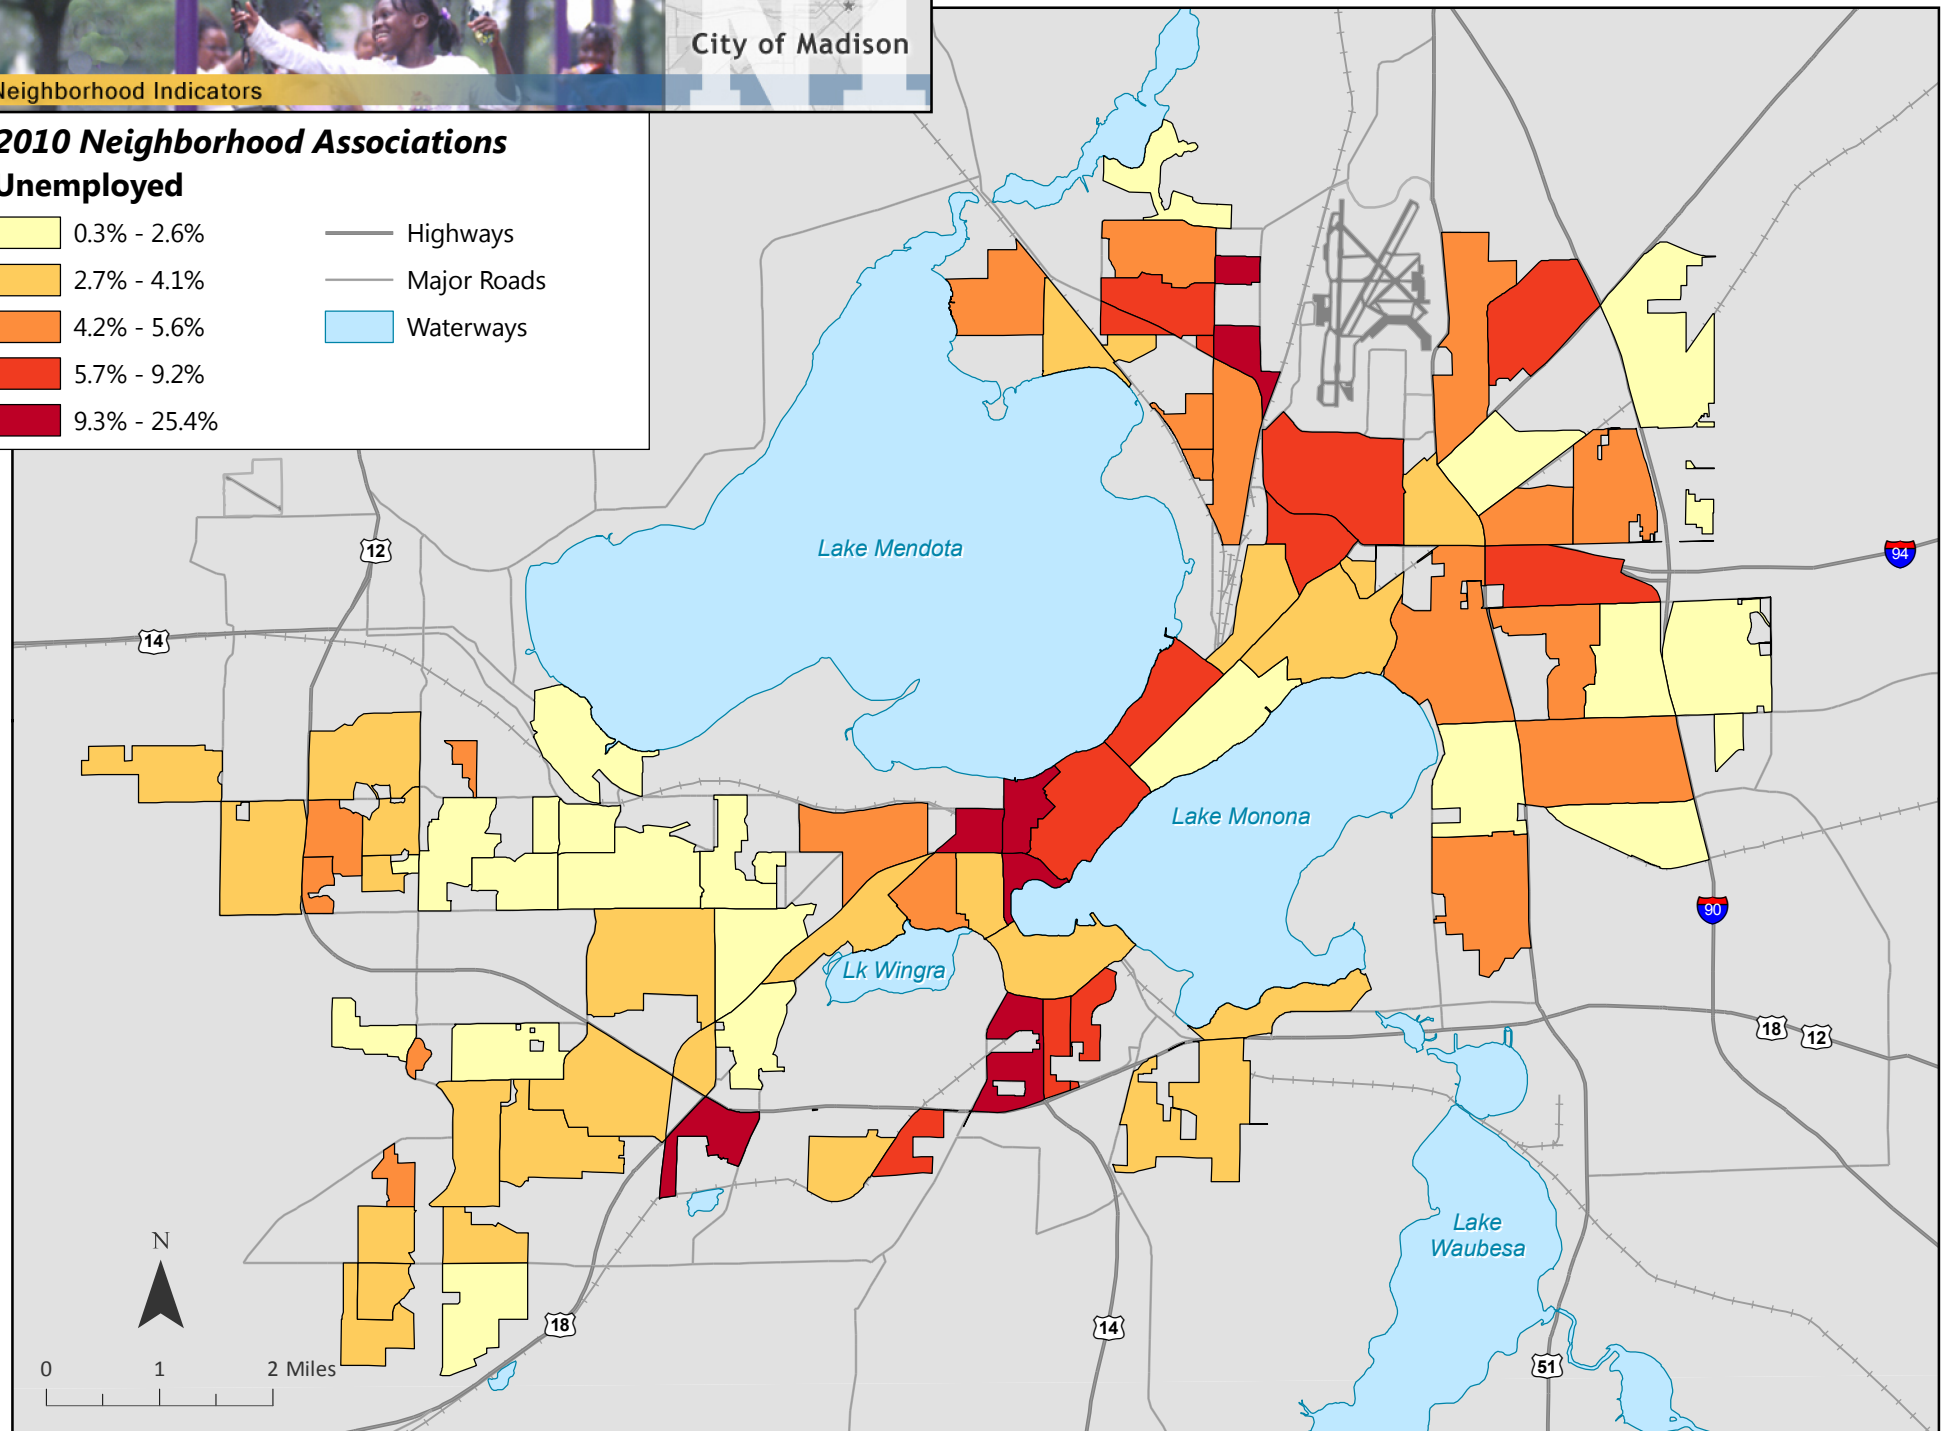 City of Madison
Neighborhood Indicators
2010 Neighborhood Associations
Unemployed
0.3% - 2.6%
2.7% - 4.1%
4.2% - 5.6%
5.7% - 9.2%
9.3% - 25.4%
Highways
Major Roads
Waterways
12
Lake Mendota
94
14
Lake Monona
90
Lk Wingra
18
12
Lake
Waubesa
N
18
14
51
0 1 2 Miles